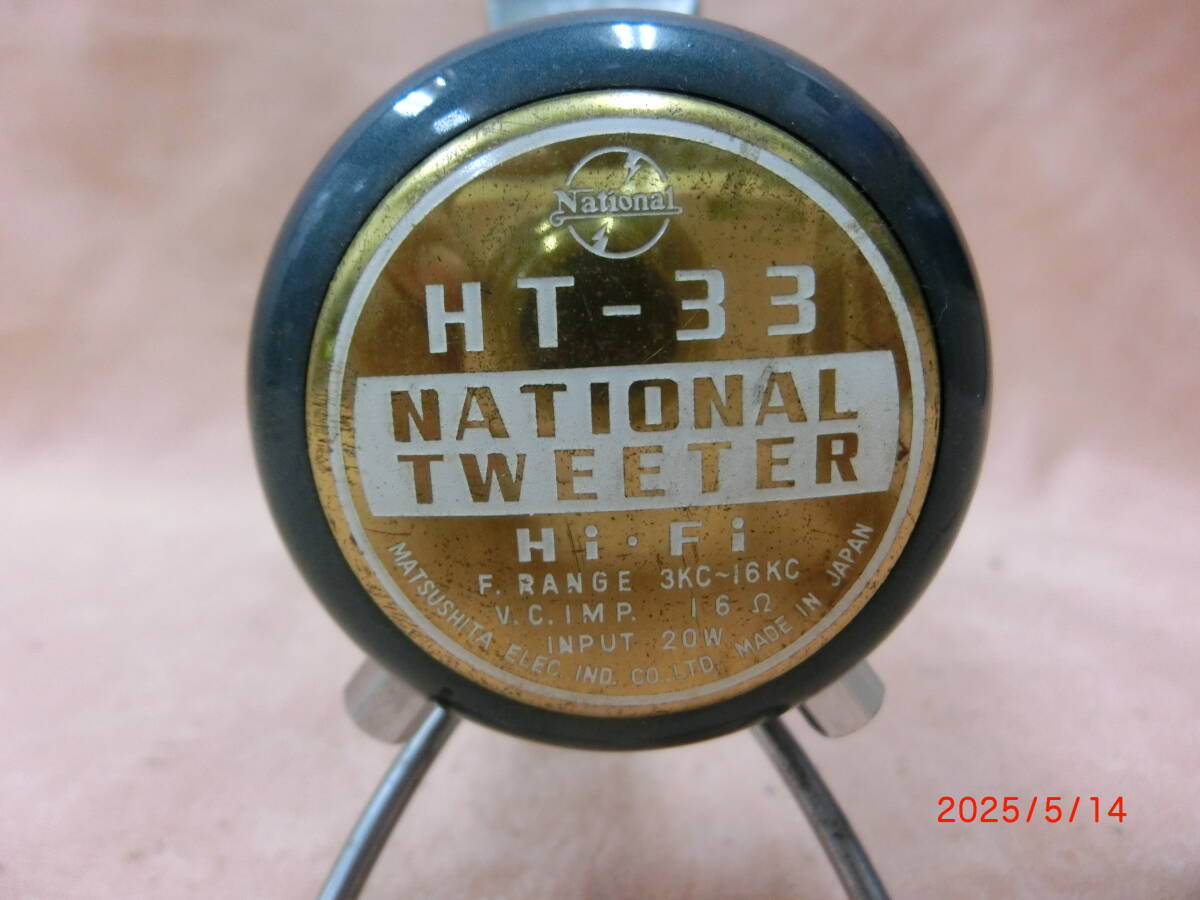 National
HT-33
NATIONAL
TWEETER
Hi·Fi
F. RANGE 3KC~16KC
V.C.IMP. 16Ω
INPUT 20W
MATSUSHITA ELEC. IND. CO.,LTD. MADE IN JAPAN
2025/5/14